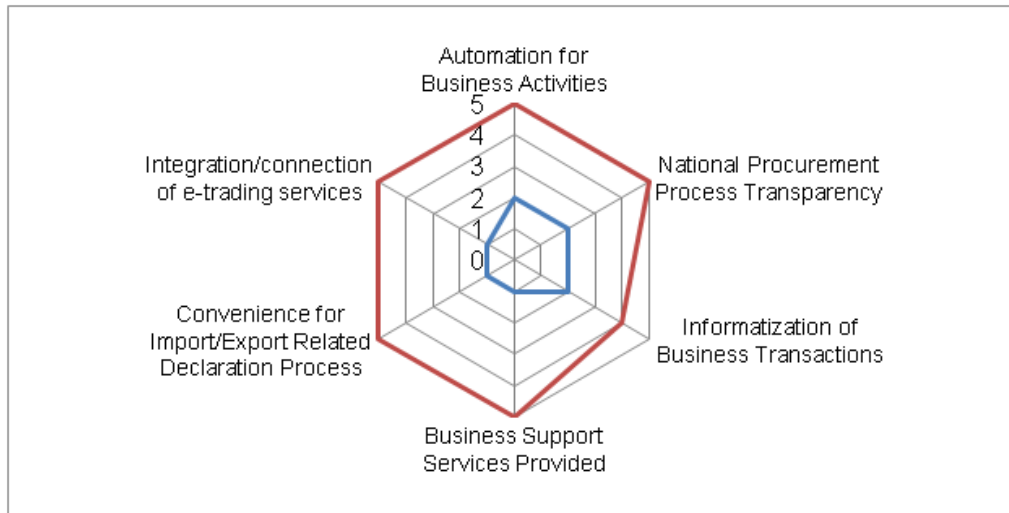 Automation for
Business Activities
5
4
3
2
1
0
National Procurement
Process Transparency
Informatization of
Business Transactions
Business Support
Services Provided
Convenience for
Import/Export Related
Declaration Process
Integration/connection
of e-trading services